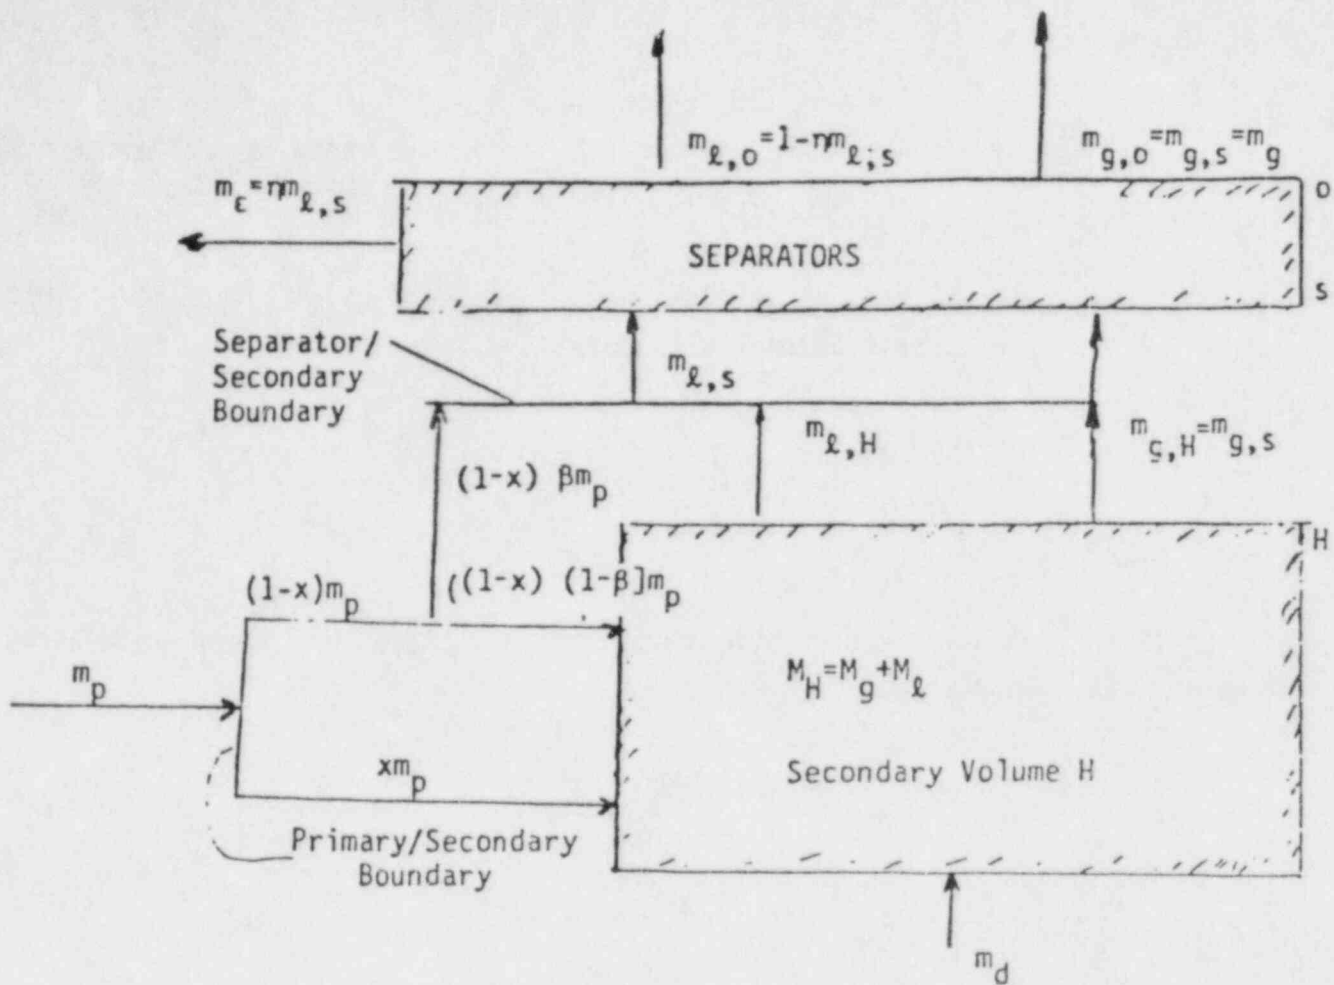 m_ℓ,o=1-ηm_ℓ,s
m_g,o=m_g,s=m_g
m_ε=ηm_ℓ,s
o
SEPARATORS
s
Separator/
Secondary
Boundary
m_ℓ,s
m_ℓ,H
m_g,H=m_g,s
(1-x) βm_p
H
(1-x)m_p
((1-x) (1-β]m_p
m_p
M_H=M_g+M_ℓ
xm_p
Secondary Volume H
Primary/Secondary
Boundary
m_d